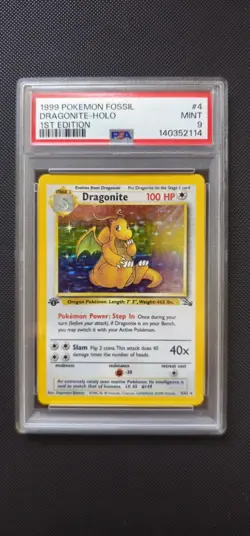 1999 POKEMON FOSSIL #4
DRAGONITE-HOLO MINT
1ST EDITION 9
PSA 140352114
Evolves from Dragonair Put Dragonite on the Stage 1 card
Dragonite 100 HP
Dragon Pokémon. Length: 7' 3", Weight: 463 lbs.
Pokémon Power: Step In Once during your
turn (before your attack), if Dragonite is on your Bench,
you may switch it with your Active Pokémon.
Slam Flip 2 coins. This attack does 40
damage times the number of heads. 40x
weakness resistance retreat cost
-30
An extremely rarely seen marine Pokémon. Its intelligence is
said to match that of humans. LV. 45 #149